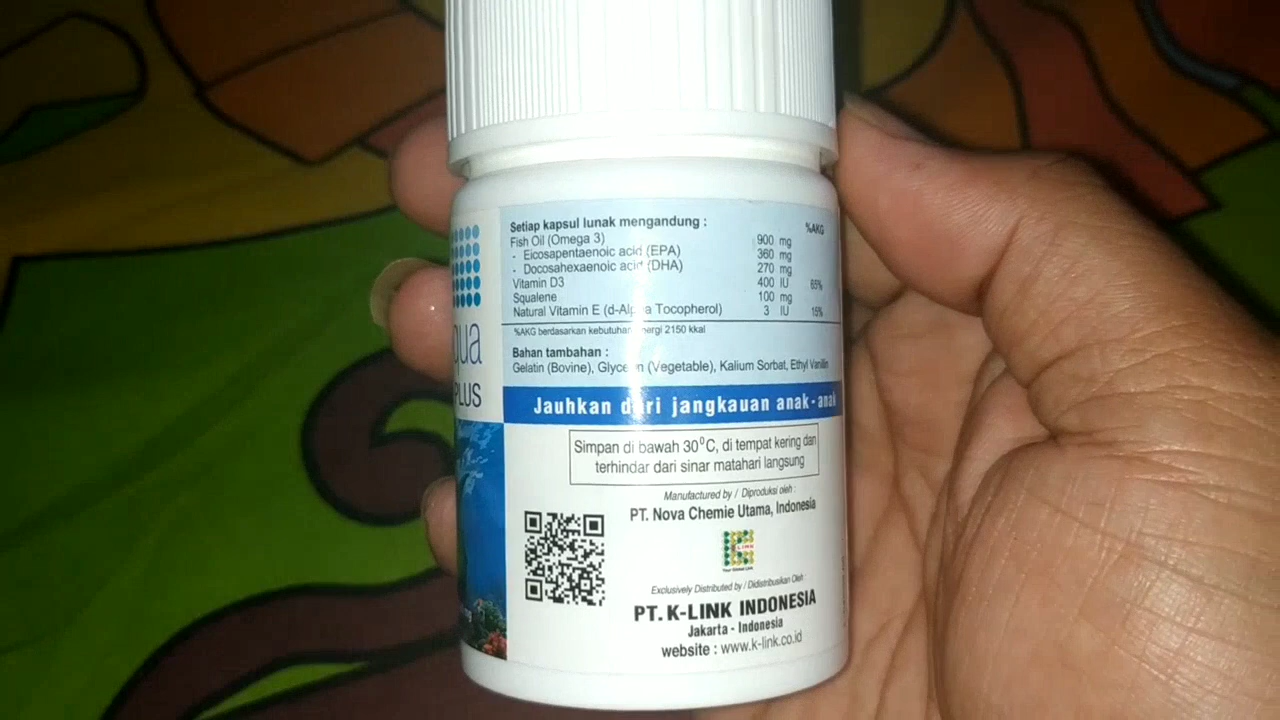 Setiap kapsul lunak mengandung : %AKG
Fish Oil (Omega 3) 900 mg
- Eicosapentaenoic acid (EPA) 360 mg
- Docosahexaenoic acid (DHA) 270 mg
Vitamin D3 400 IU 65%
Squalene 100 mg
Natural Vitamin E (d-Alpha Tocopherol) 3 IU 15%
%AKG berdasarkan kebutuhan energi 2150 kkal
Bahan tambahan :
Gelatin (Bovine), Glycerin (Vegetable), Kalium Sorbat, Ethyl Vanillin
qua
PLUS
Jauhkan dari jangkauan anak-anak
Simpan di bawah 30⁰C, di tempat kering dan
terhindar dari sinar matahari langsung
Manufactured by / Diproduksi oleh :
PT. Nova Chemie Utama, Indonesia
K LINK
Your Global Link
Exclusively Distributed by / Didistribusikan Oleh :
PT. K-LINK INDONESIA
Jakarta - Indonesia
website : www.k-link.co.id